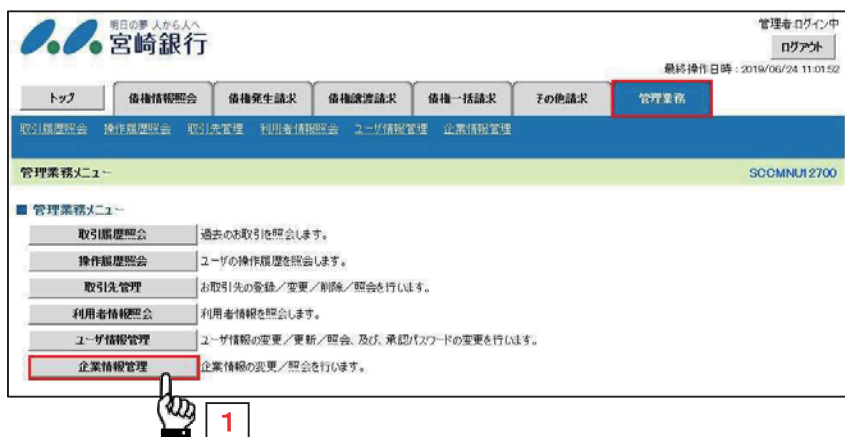 明日の夢 人から人へ
宮崎銀行
管理者:ログイン中
ログアウト
最終操作日時:2019/06/24 11:01:52
トップ 債権情報照会 債権発生請求 債権譲渡請求 債権一括請求 その他請求 管理業務
取引履歴照会 操作履歴照会 取引先管理 利用者情報照会 ユーザ情報管理 企業情報管理
管理業務メニュー SCCMNU12700
■ 管理業務メニュー
取引履歴照会 過去のお取引を照会します。
操作履歴照会 ユーザの操作履歴を照会します。
取引先管理 お取引先の登録/変更/削除/照会を行います。
利用者情報照会 利用者情報を照会します。
ユーザ情報管理 ユーザ情報の変更/更新/照会、及び、承認パスワードの変更を行います。
企業情報管理 企業情報の変更/照会を行います。
1